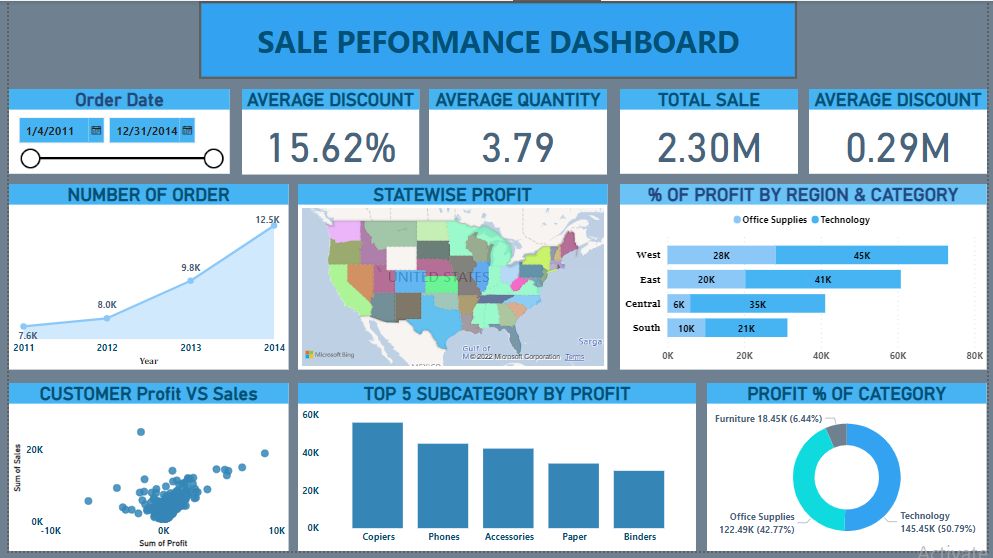 SALE PEFORMANCE DASHBOARD
Order Date
1/4/2011
12/31/2014
AVERAGE DISCOUNT
15.62%
AVERAGE QUANTITY
3.79
TOTAL SALE
2.30M
AVERAGE DISCOUNT
0.29M
NUMBER OF ORDER
12.5K
9.8K
8.0K
7.6K
2011
2012
2013
2014
Year
STATEWISE PROFIT
UNITED STATES
Gulf of
Sarga
Microsoft Bing
M
© 2022 Microsoft Corporation
Terms
MEXICO
% OF PROFIT BY REGION & CATEGORY
Office Supplies
Technology
West
28K
45K
East
20K
41K
Central
6K
35K
South
10K
21K
0K
20K
40K
60K
80K
CUSTOMER Profit VS Sales
Sum of Sales
20K
0K
-10K
0K
10K
Sum of Profit
TOP 5 SUBCATEGORY BY PROFIT
60K
40K
20K
0K
Copiers
Phones
Accessories
Paper
Binders
PROFIT % OF CATEGORY
Furniture 18.45K (6.44%)
Office Supplies
122.49K (42.77%)
Technology
145.45K (50.79%)
Activate